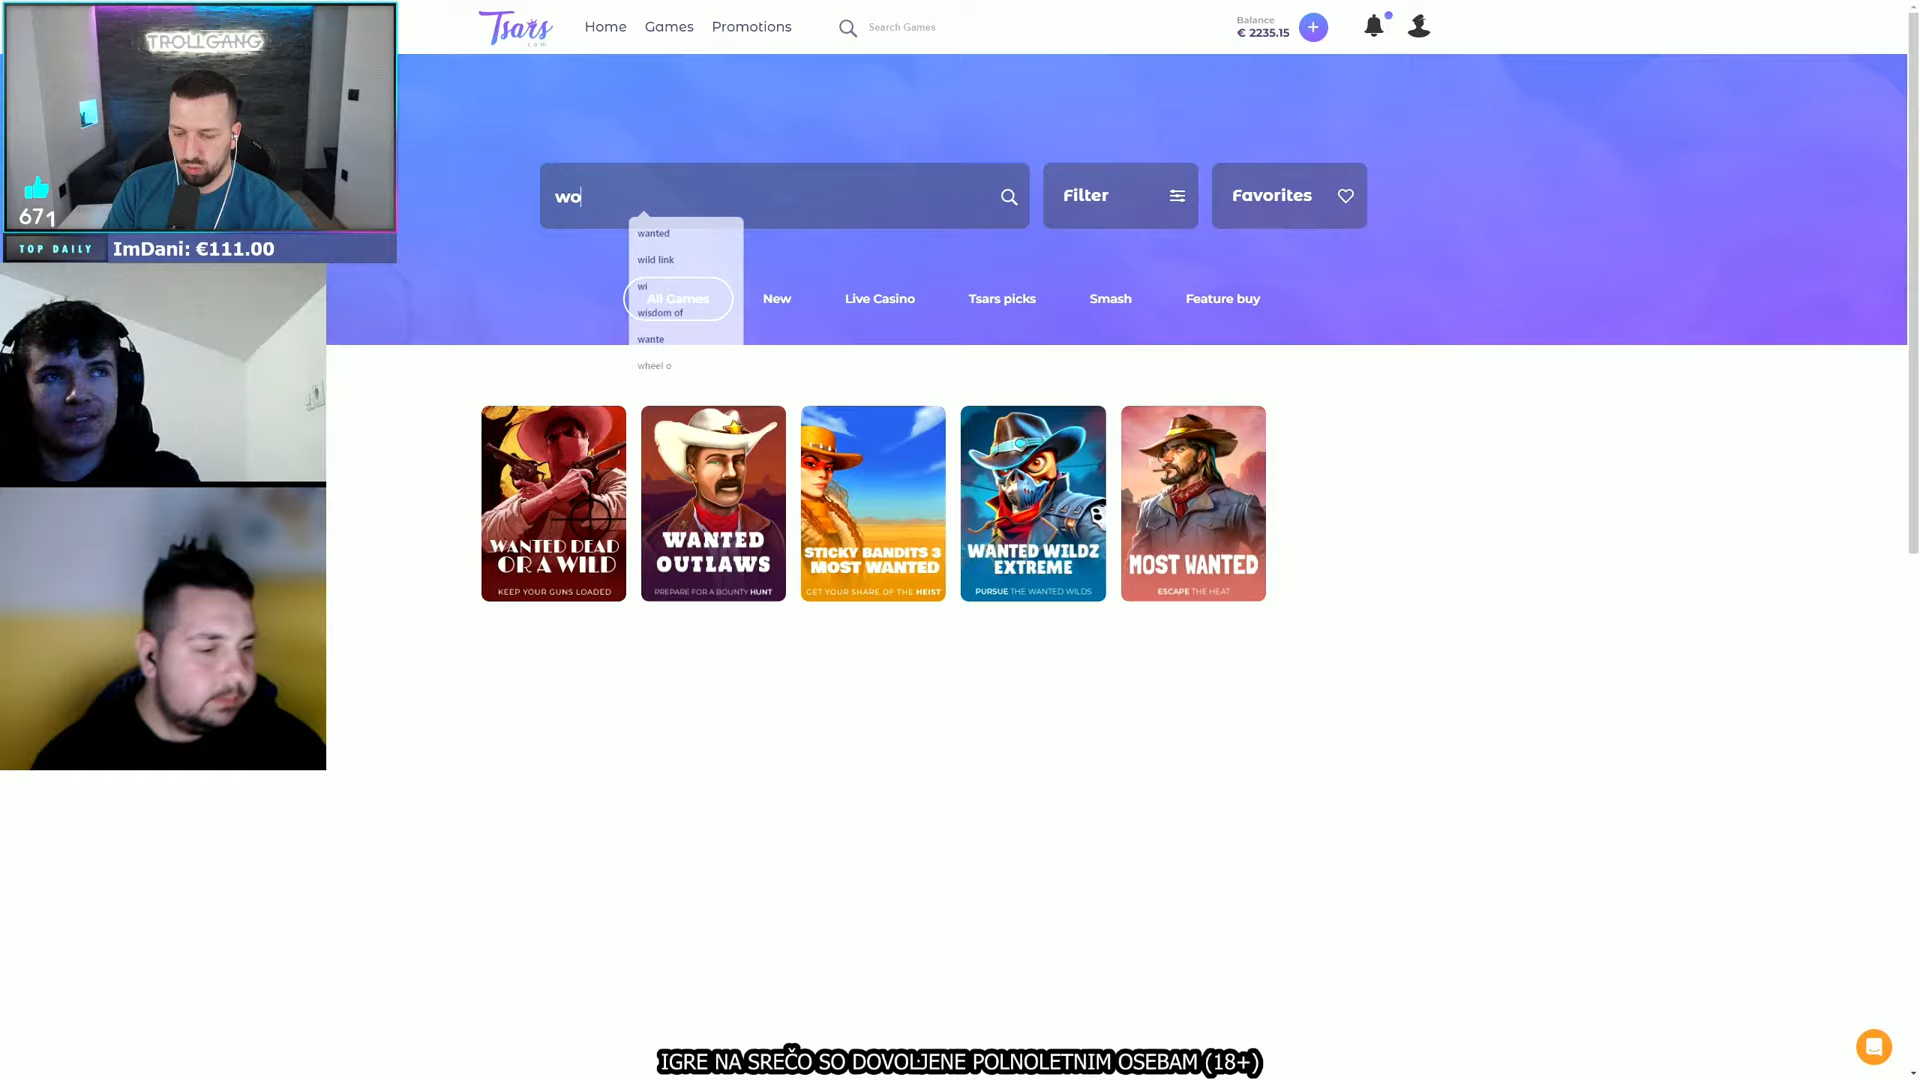 TROLLGANG
671
TOP DAILY
ImDani: €111.00
Tsars
.com
Home
Games
Promotions
Search Games
Balance
€ 2235.15
wo
Filter
Favorites
wanted
wild link
wi
wisdom of
wante
wheel o
All Games
New
Live Casino
Tsars picks
Smash
Feature buy
WANTED DEAD
OR A WILD
KEEP YOUR GUNS LOADED
WANTED
OUTLAWS
PREPARE FOR A BOUNTY HUNT
STICKY BANDITS 3
MOST WANTED
GET YOUR SHARE OF THE HEIST
WANTED WILDZ
EXTREME
PURSUE THE WANTED WILDS
MOST WANTED
ESCAPE THE HEAT
IGRE NA SREČO SO DOVOLJENE POLNOLETNIM OSEBAM (18+)